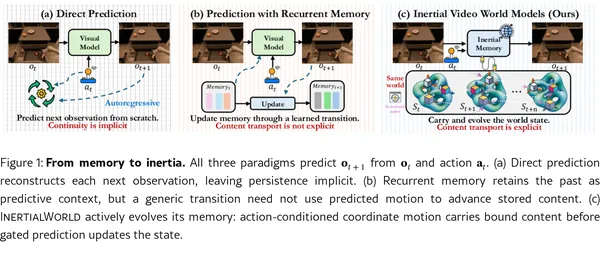 (a) Direct Prediction
(b) Prediction with Recurrent Memory
(c) Inertial Video World Models (Ours)
Visual Model
o_t
a_t
o_{t+1}
Autoregressive
Predict next observation from scratch.
Continuity is implicit
Visual Model
o_t
a_t
o_{t+1}
Memory_t
Update
Memory_{t+1}
Update memory through a learned transition.
Content transport is not explicit
Inertial Memory
o_t
a_t
o_{t+1}
Same world
S_t
S_{t+1}
...
S_{t+n}
Carry and evolve the world state.
Content transport is explicit
Figure 1: From memory to inertia. All three paradigms predict o_{t+1} from o_t and action a_t. (a) Direct prediction
reconstructs each next observation, leaving persistence implicit. (b) Recurrent memory retains the past as
predictive context, but a generic transition need not use predicted motion to advance stored content. (c)
INERTIALWORLD actively evolves its memory: action-conditioned coordinate motion carries bound content before
gated prediction updates the state.